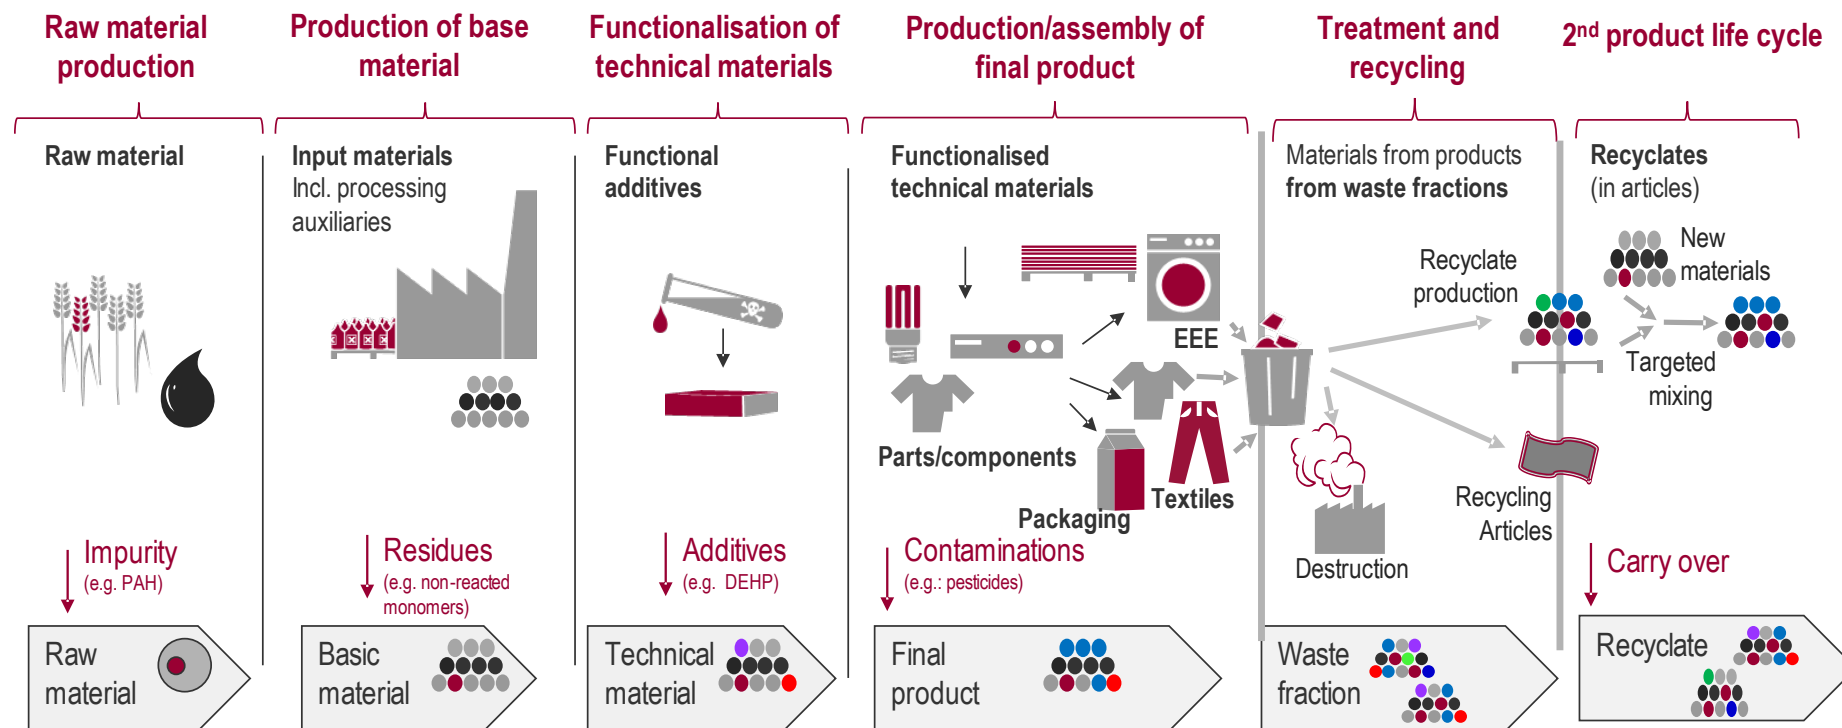 Raw material
production
Production of base
material
Functionalisation of
technical materials
Production/assembly of
final product
Treatment and
recycling
2nd product life cycle
Raw material
Input materials
Incl. processing
auxiliaries
Functional
additives
Functionalised
technical materials
Materials from products
from waste fractions
Recyclates
(in articles)
New
materials
Recyclate
production
Targeted
mixing
EEE
Parts/components
Packaging
Textiles
Recycling
Articles
Destruction
Impurity
(e.g. PAH)
Residues
(e.g. non-reacted
monomers)
Additives
(e.g. DEHP)
Contaminations
(e.g.: pesticides)
Carry over
Raw
material
Basic
material
Technical
material
Final
product
Waste
fraction
Recyclate